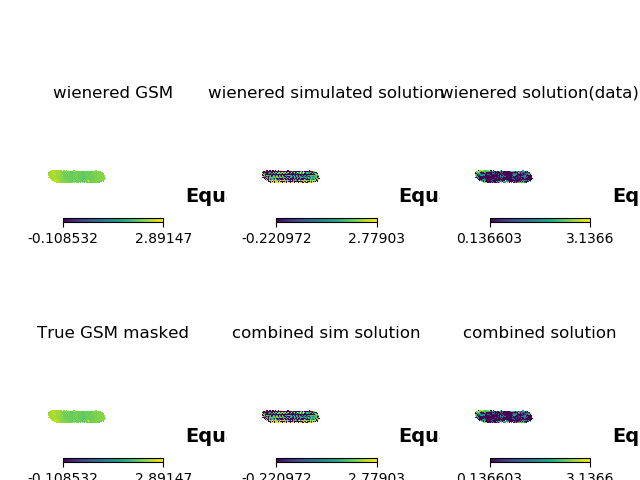 wienered GSM
wienered simulated solution
wienered solution(data)
Equ
Equ
Eq
-0.108532 2.89147
-0.220972 2.77903
0.136603 3.1366
True GSM masked
combined sim solution
combined solution
Equ
Equ
Eq
-0.108532 2.89147
-0.220972 2.77903
0.136603 3.1366